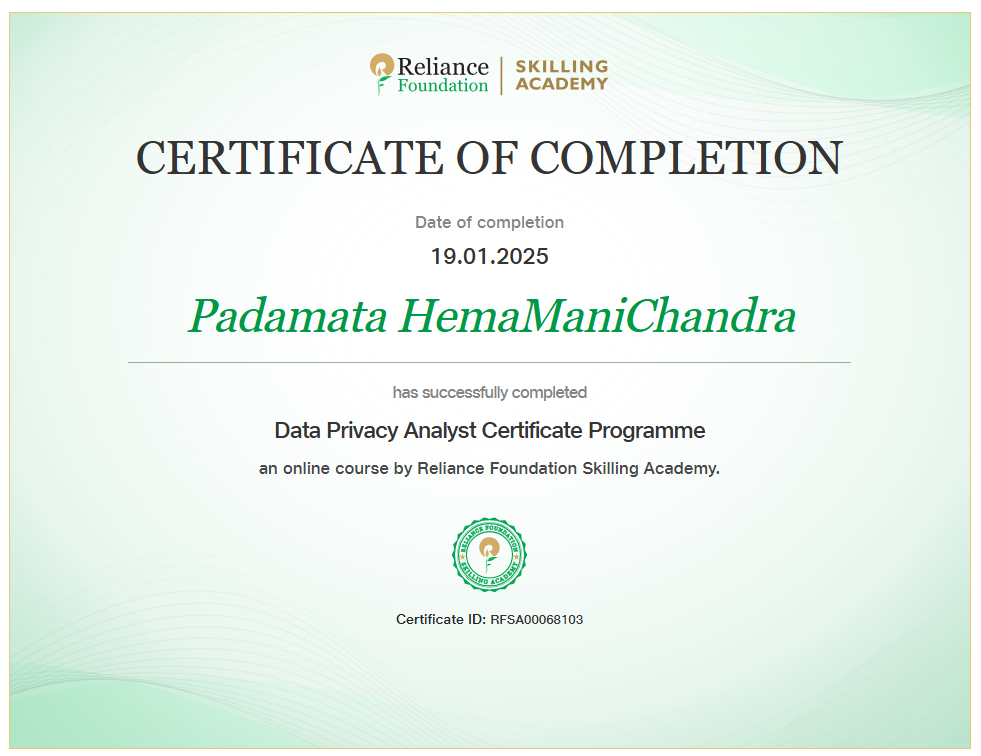 Reliance
Foundation
SKILLING
ACADEMY
CERTIFICATE OF COMPLETION
Date of completion
19.01.2025
Padamata HemaManiChandra
has successfully completed
Data Privacy Analyst Certificate Programme
an online course by Reliance Foundation Skilling Academy.
RELIANCE FOUNDATION
SKILLING ACADEMY
Certificate ID: RFSA00068103